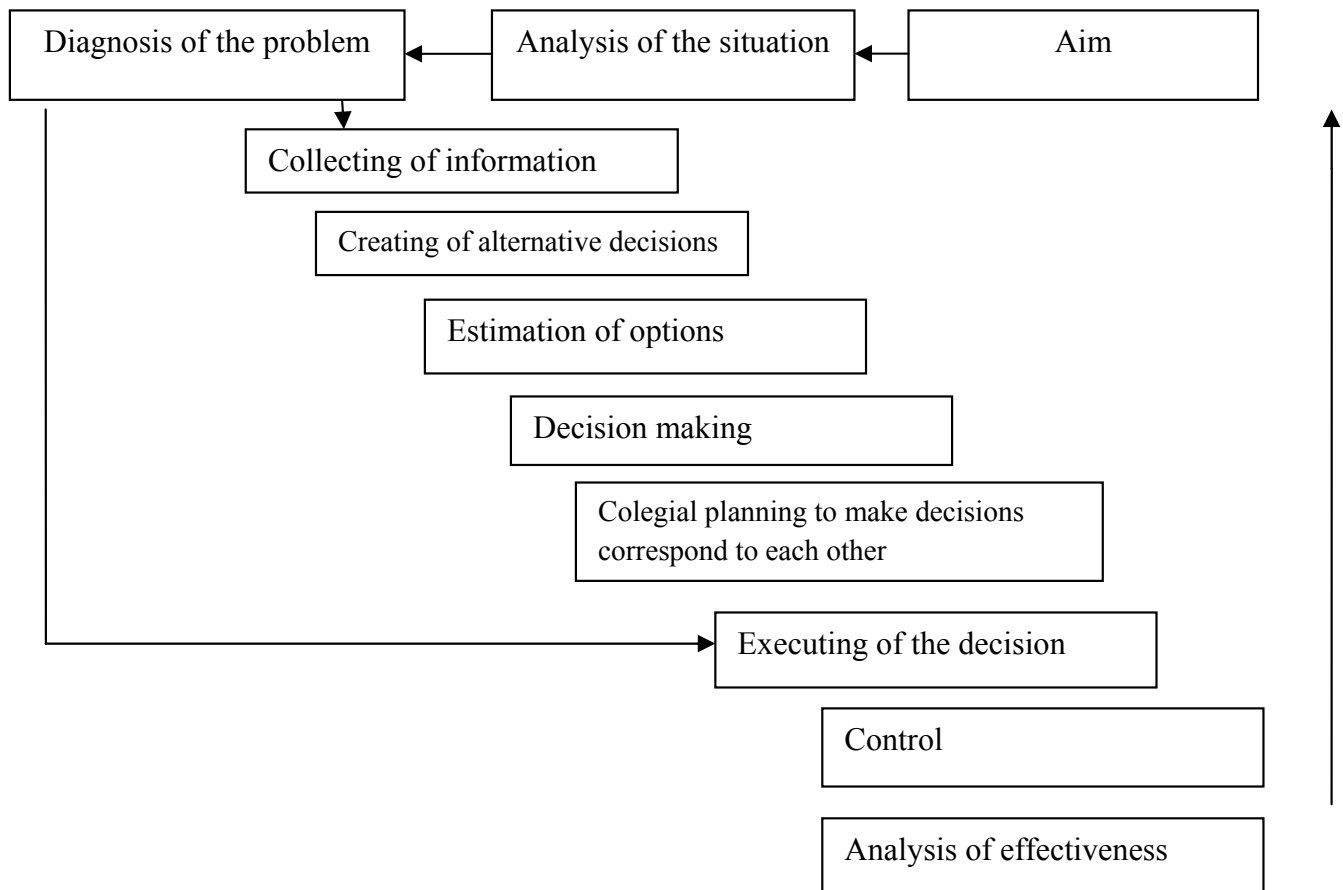 Diagnosis of the problem
Analysis of the situation
Aim
Collecting of information
Creating of alternative decisions
Estimation of options
Decision making
Colegial planning to make decisions
correspond to each other
Executing of the decision
Control
Analysis of effectiveness